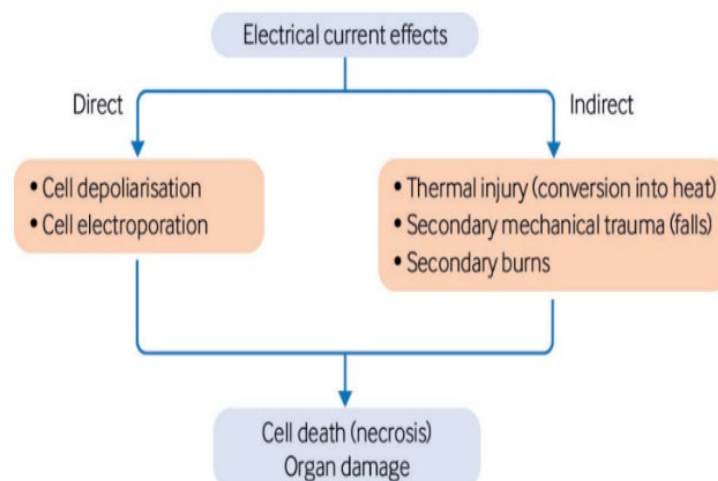 Electrical current effects
Direct
Indirect
• Cell depoliarisation
• Cell electroporation
• Thermal injury (conversion into heat)
• Secondary mechanical trauma (falls)
• Secondary burns
Cell death (necrosis)
Organ damage